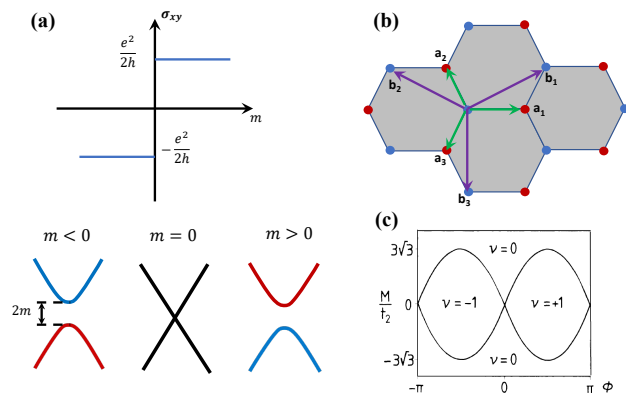 (a)
σxy
e²/2h
m
− e²/2h
m < 0
m = 0
m > 0
2m
(b)
a₂
b₂
b₁
a₁
a₃
b₃
(c)
3√3
ν = 0
M/t₂
0
ν = −1
ν = +1
−3√3
ν = 0
−π
0
π
Φ